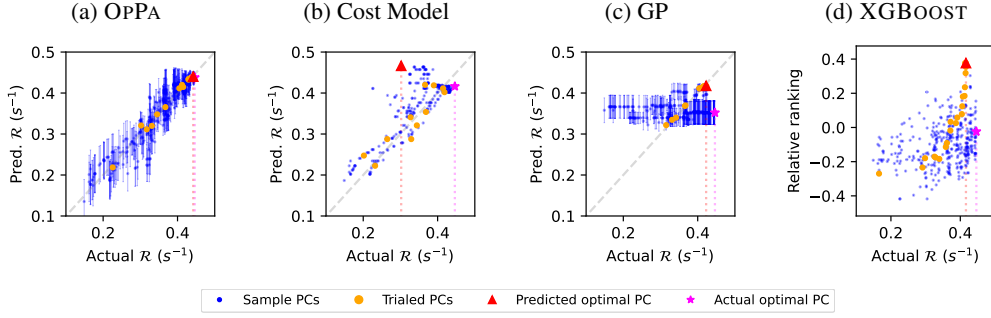 (a) OPPA
(b) Cost Model
(c) GP
(d) XGBOOST
0.5
0.4
0.3
0.2
0.1
Pred. R (s⁻¹)
0.2 0.4
Actual R (s⁻¹)
0.5
0.4
0.3
0.2
0.1
Pred. R (s⁻¹)
0.2 0.4
Actual R (s⁻¹)
0.5
0.4
0.3
0.2
0.1
Pred. R (s⁻¹)
0.2 0.4
Actual R (s⁻¹)
0.4
0.2
0.0
−0.2
−0.4
Relative ranking
0.2 0.4
Actual R (s⁻¹)
Sample PCs
Trialed PCs
Predicted optimal PC
Actual optimal PC